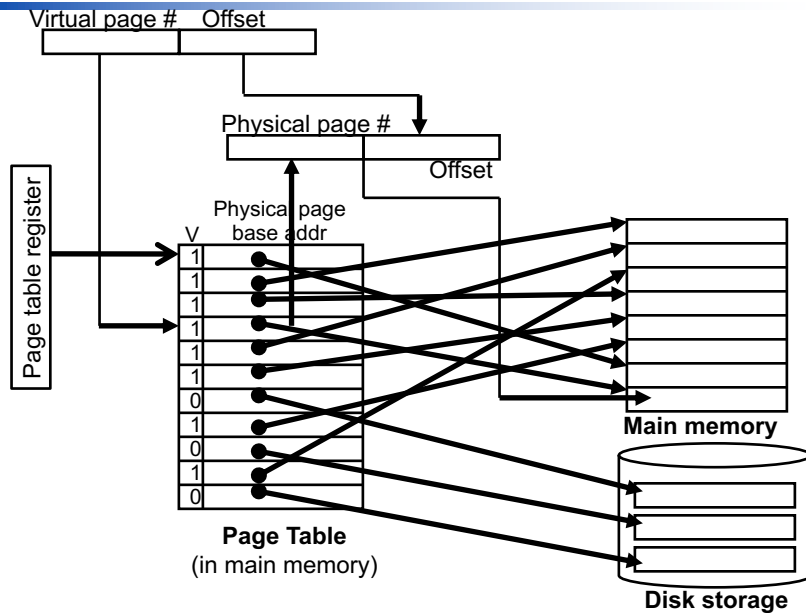 Virtual page # Offset
Physical page #
Offset
Page table register
Physical page
V base addr
1
1
1
1
1
1
0
1
0
1
0
Main memory
Page Table
(in main memory)
Disk storage